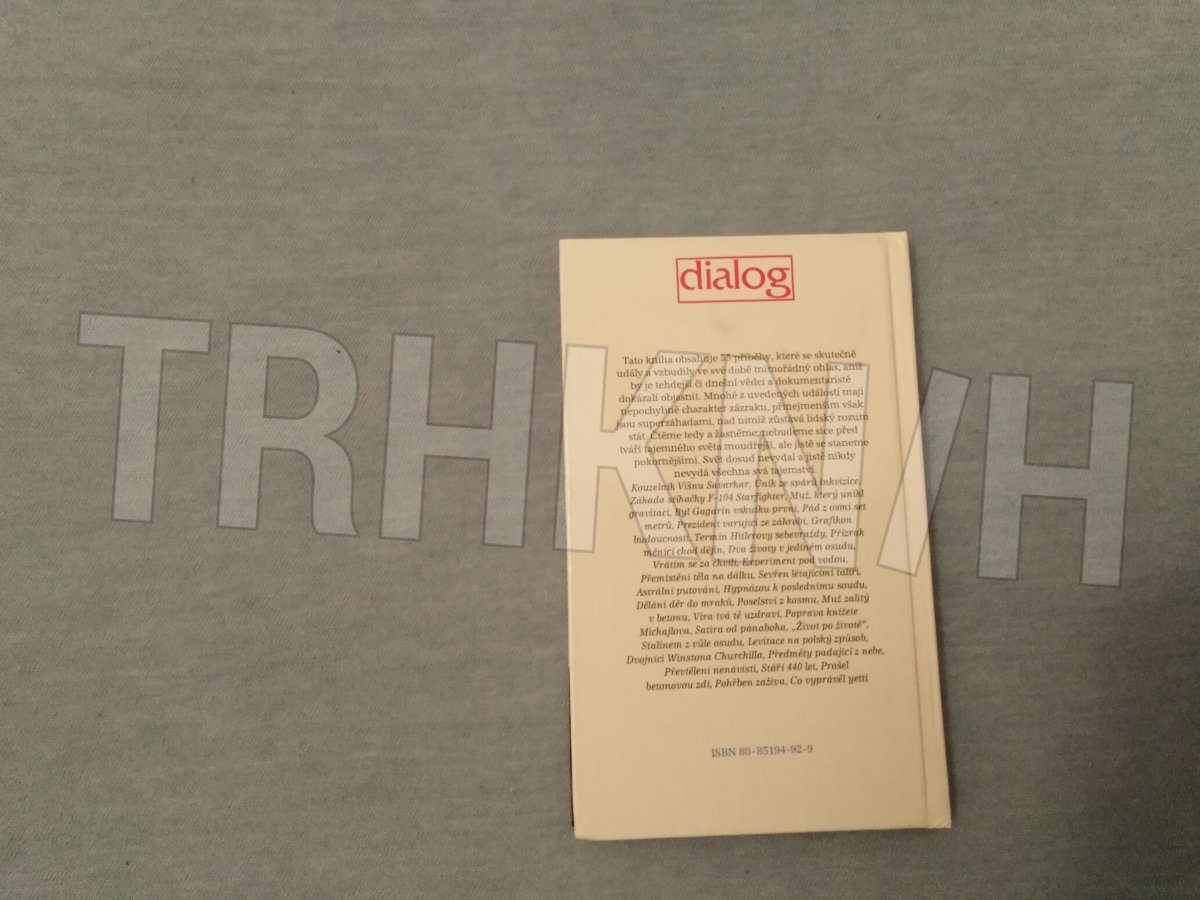 dialog
Tato kniha obsahuje 33 příběhy, které se skutečně
udály a vzbudily ve své době mimořádný ohlas, aniž
by je tehdejší či dnešní vědci a dokumentaristé
dokázali objasnit. Mnohé z uvedených událostí mají
nepochybně charakter zázraku, přinejmenším však
jsou superzáhadami, nad nimiž zůstává lidský rozum
stát. Čtěme tedy a žasněme, nebudeme sice před
tváří tajemného světa moudřejší, ale jistě se staneme
pokornějšími. Svět dosud nevydal a jistě nikdy
nevydá všechna svá tajemství.
Kouzelník Višnu Savarkar, Únik ze spárů inkvizice,
Záhada stíhačky F-104 Starfighter, Muž, který unikl
gravitaci, Byl Gagarin vskutku první, Pád z osmi set
metrů, Prezident varující ze záhrobí, Grafikon
budoucnosti, Termín Hitlerovy sebevraždy, Přízrak
měnící chod dějin, Dva životy v jediném osudu,
Vrátím se za chvíli, Experiment pod vodou,
Přemístění těla na dálku, Sevřen létajícími talíři,
Astrální putování, Hypnózou k poslednímu soudu,
Dělání děr do mraků, Poselství z kosmu, Muž zalitý
v betonu, Víra tvá tě uzdraví, Poprava knížete
Michajlova, Satira od pánaboha, „Život po životě“,
Stalinem z vůle osudu, Levitace na polský způsob,
Dvojníci Winstona Churchilla, Předměty padající z nebe,
Převtělení nenávisti, Stáří 440 let, Prošel
betonovou zdí, Pohřben zaživa, Co vyprávěl yetti
ISBN 80-85194-92-9
TRHKNIH